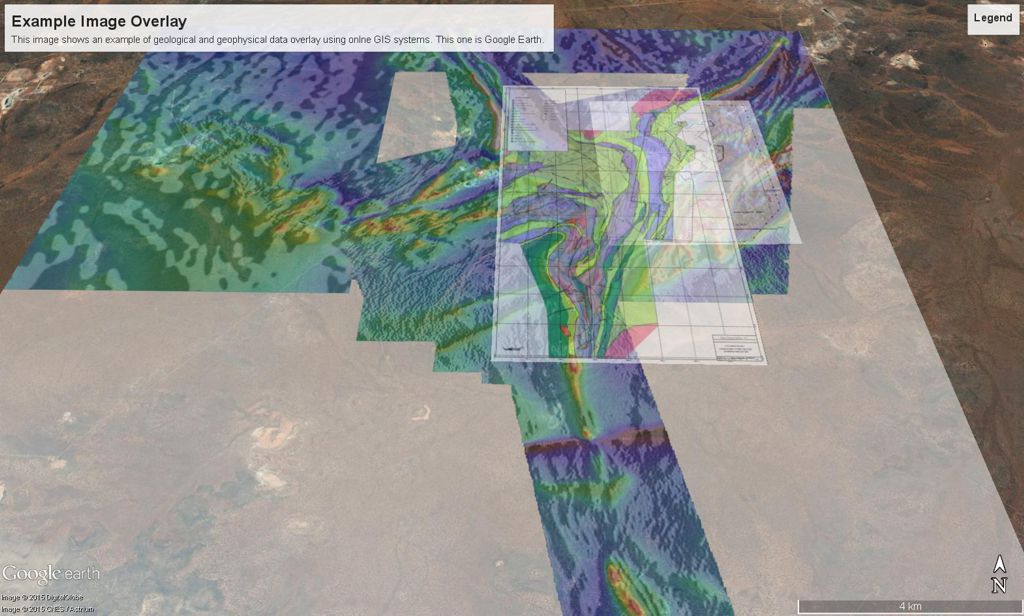 Example Image Overlay
Legend
This image shows an example of geological and geophysical data overlay using onlne GIS systems. This one is Google Earth.
Google earth
N
Image © 2015 DigitalGlobe
4 km
Image © 2015 CNES / Astrium